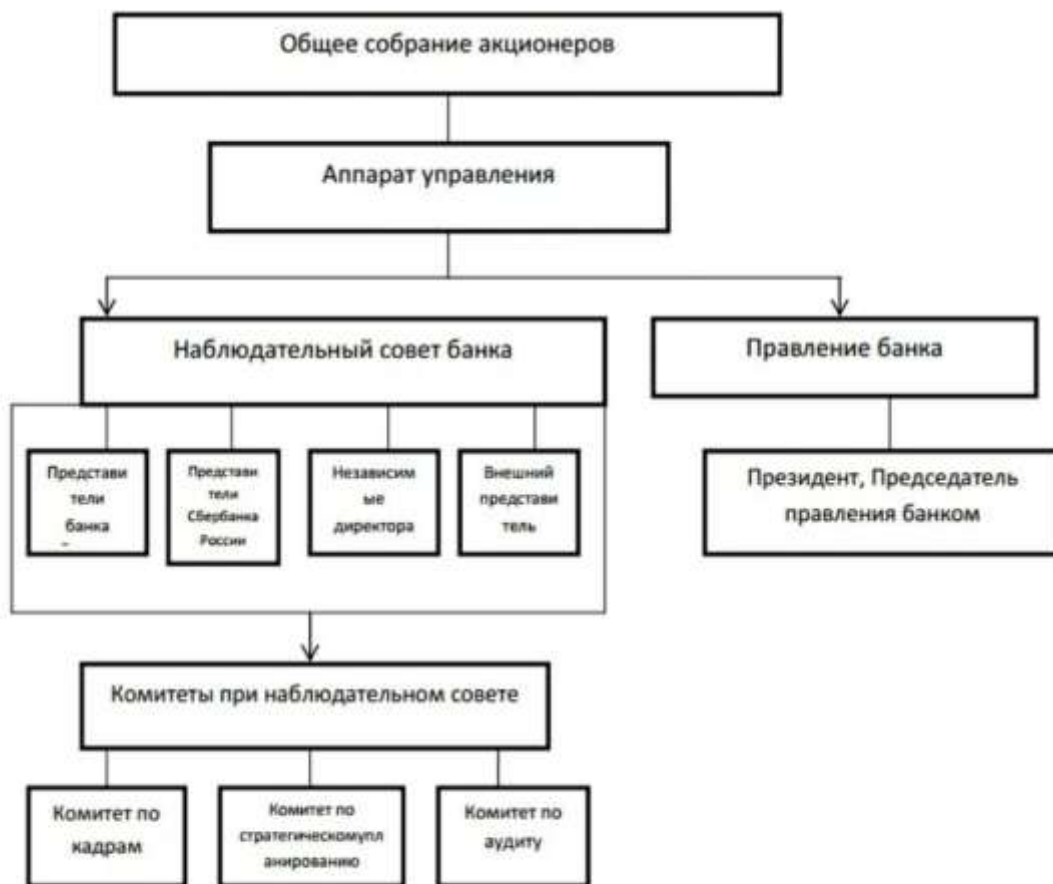 Общее собрание акционеров
Аппарат управления
Наблюдательный совет банка
Правление банка
Представи
тели
банка
Представи
тели
Сбербанка
России
Независим
ые
директора
Внешний
представи
тель
Президент, Председатель
правления банком
Комитеты при наблюдательном совете
Комитет по
кадрам
Комитет по
стратегическомупл
анированию
Комитет по
аудиту